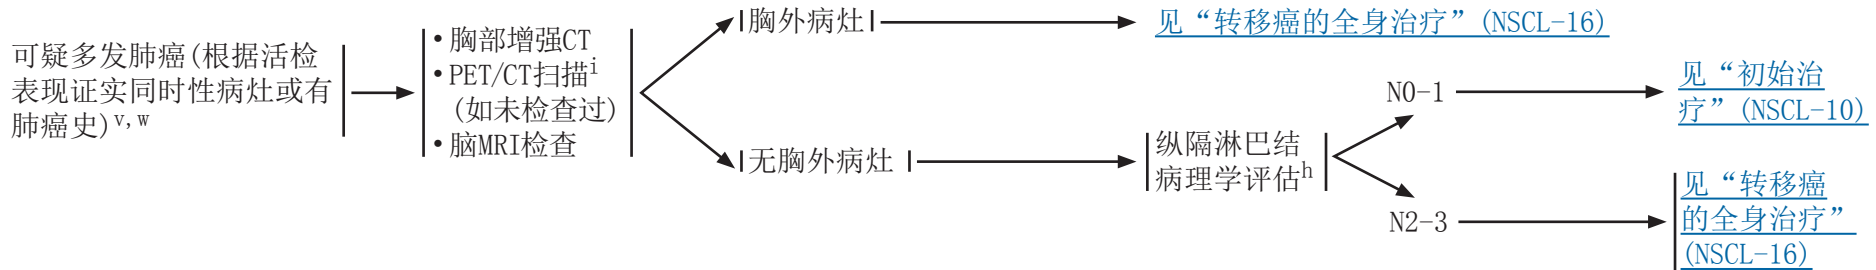 可疑多发肺癌(根据活检
表现证实同时性病灶或有
肺癌史)v,w
•胸部增强CT
•PET/CT扫描i
(如未检查过)
•脑MRI检查
胸外病灶
见“转移癌的全身治疗”(NSCL-16)
无胸外病灶
纵隔淋巴结
病理学评估h
N0-1
见“初始治
疗”(NSCL-10)
N2-3
见“转移癌
的全身治疗”
(NSCL-16)